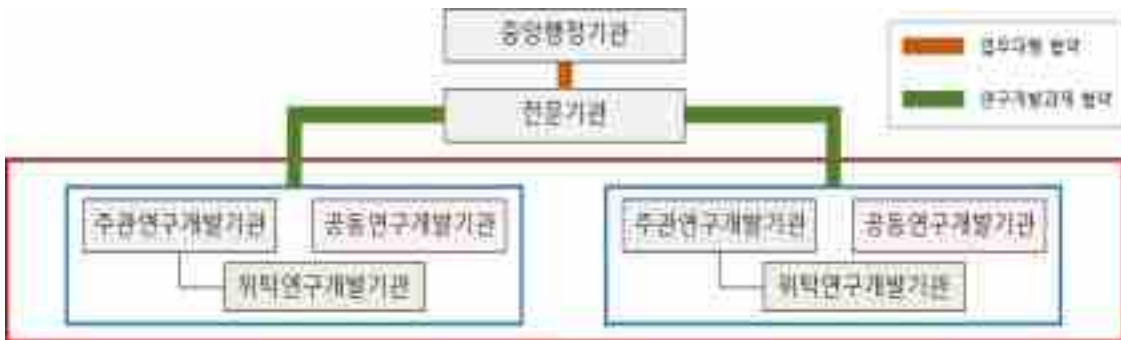 중앙행정기관
업무대행 협약
전문기관
연구개발과제 협약
주관연구개발기관
공동연구개발기관
위탁연구개발기관
주관연구개발기관
공동연구개발기관
위탁연구개발기관